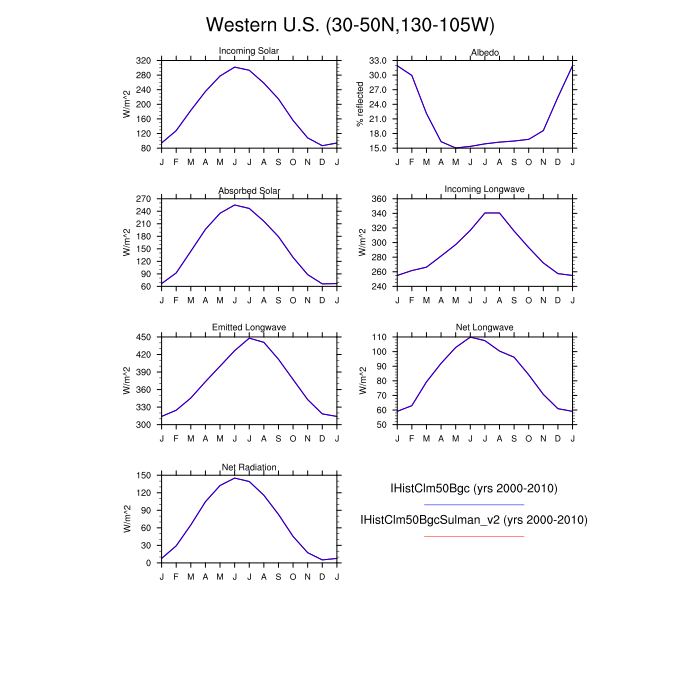 Western U.S. (30-50N,130-105W)
Incoming Solar
W/m^2
320
280
240
200
160
120
80
J F M A M J J A S O N D J
Albedo
% reflected
33.0
30.0
27.0
24.0
21.0
18.0
15.0
J F M A M J J A S O N D J
Absorbed Solar
W/m^2
270
240
210
180
150
120
90
60
J F M A M J J A S O N D J
Incoming Longwave
W/m^2
360
340
320
300
280
260
240
J F M A M J J A S O N D J
Emitted Longwave
W/m^2
450
420
390
360
330
300
J F M A M J J A S O N D J
Net Longwave
W/m^2
110
100
90
80
70
60
50
J F M A M J J A S O N D J
Net Radiation
W/m^2
150
120
90
60
30
0
J F M A M J J A S O N D J
IHistClm50Bgc (yrs 2000-2010)
IHistClm50BgcSulman_v2 (yrs 2000-2010)